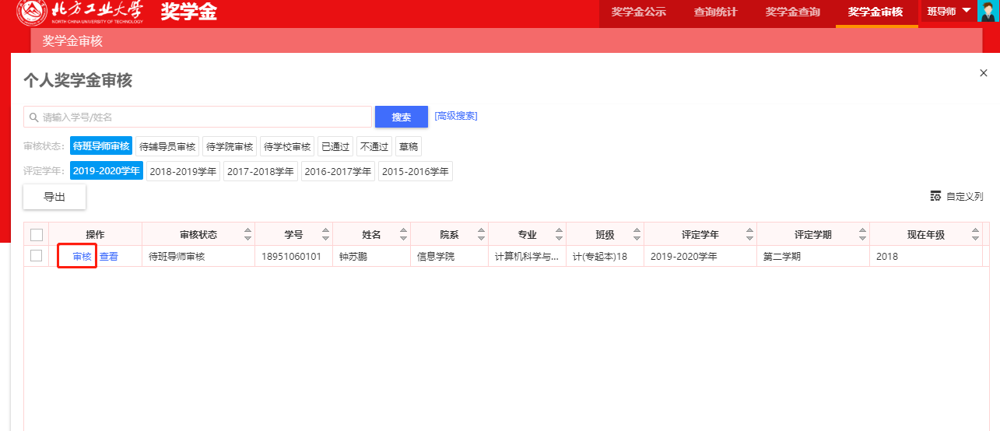 北方工业大学 奖学金 奖学金公示 查询统计 奖学金查询 奖学金审核 班导师
NORTH CHINA UNIVERSITY OF TECHNOLOGY
奖学金审核
个人奖学金审核
请输入学号/姓名 搜索 [高级搜索]
审核状态: 待班导师审核 待辅导员审核 待学院审核 待学校审核 已通过 不通过 草稿
评定学年: 2019-2020学年 2018-2019学年 2017-2018学年 2016-2017学年 2015-2016学年
导出 自定义列
操作 审核状态 学号 姓名 院系 专业 班级 评定学年 评定学期 现在年级
审核 查看 待班导师审核 18951060101 钟苏鹏 信息学院 计算机科学与... 计(专起本)18 2019-2020学年 第二学期 2018